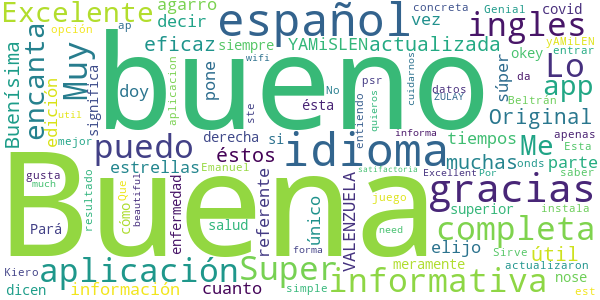 Excelente
agarro
decir
español
vez
concreta
Genial
covid
ingles
opción
ap
eficaz
siempre
YAMiSLEN
actualizada
yAMiLEN
entrar
Buenísima
encanta
Muy
edición
significa
doy
aplicacion
pone
wifi
bueno
No
ésta
psr
cuidarnos
súper
okey
Lo
app
da
útil
mejor
ste
entiendo
quieros
datos
ZULAY
Original
Beltrán
puedo
derecha
si
idioma
informa
tiempos
apenas
Me
Esta
estrellas
éstos
muchas
onds
parte
gusta
much
Buena
Emanuel
satisfactoria
Excellent
Por
saber
resultado
beautiful
Que
cómo
enfermedad
salud
referente
único
VALENZUELA
juego
gracias
superior
instala
Pará
forma
need
completa
elijo
útil
Kiero
aplicación
Super
informativa
meramente
actualizaron
Sirve
nose
dicen
información
cuanto
simple
est